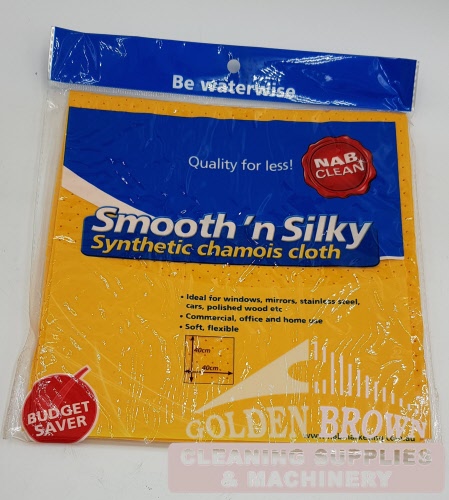 Be waterwise
Quality for less!
NAB
CLEAN
Smooth 'n Silky
Synthetic chamois cloth
• Ideal for windows, mirrors, stainless steel,
cars, polished wood etc
• Commercial, office and home use
• Soft, flexible
40cm
40cm
BUDGET
SAVER
GOLDEN BROWN
CLEANING SUPPLIES
& MACHINERY